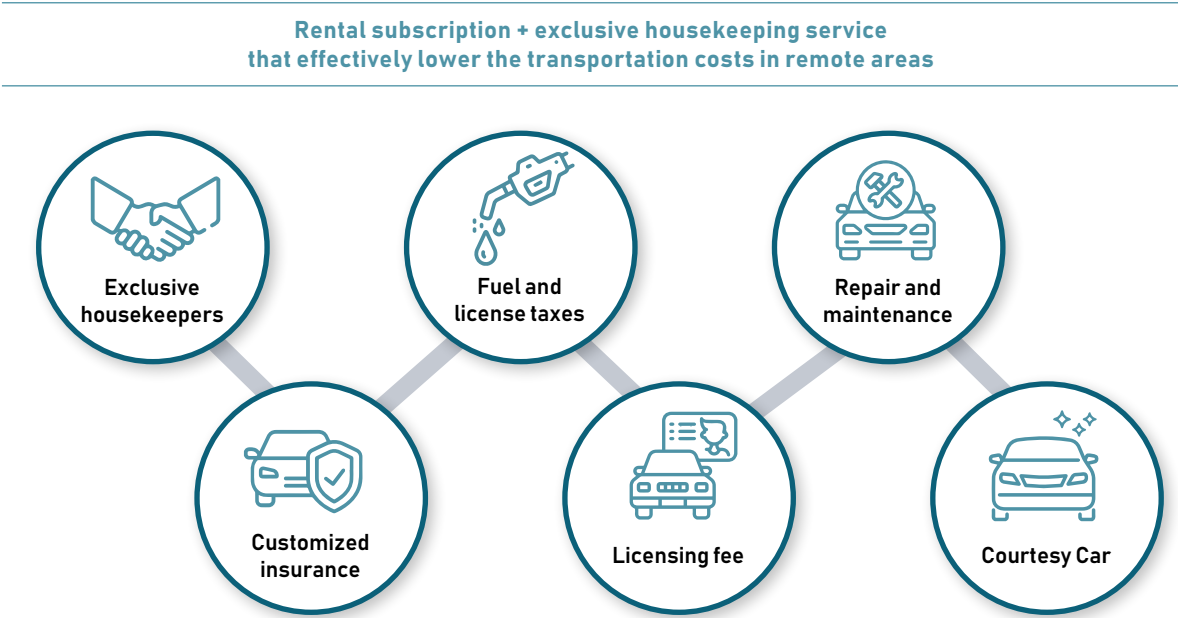 Rental subscription + exclusive housekeeping service
that effectively lower the transportation costs in remote areas
Exclusive
housekeepers
Customized
insurance
Fuel and
license taxes
Licensing fee
Repair and
maintenance
Courtesy Car